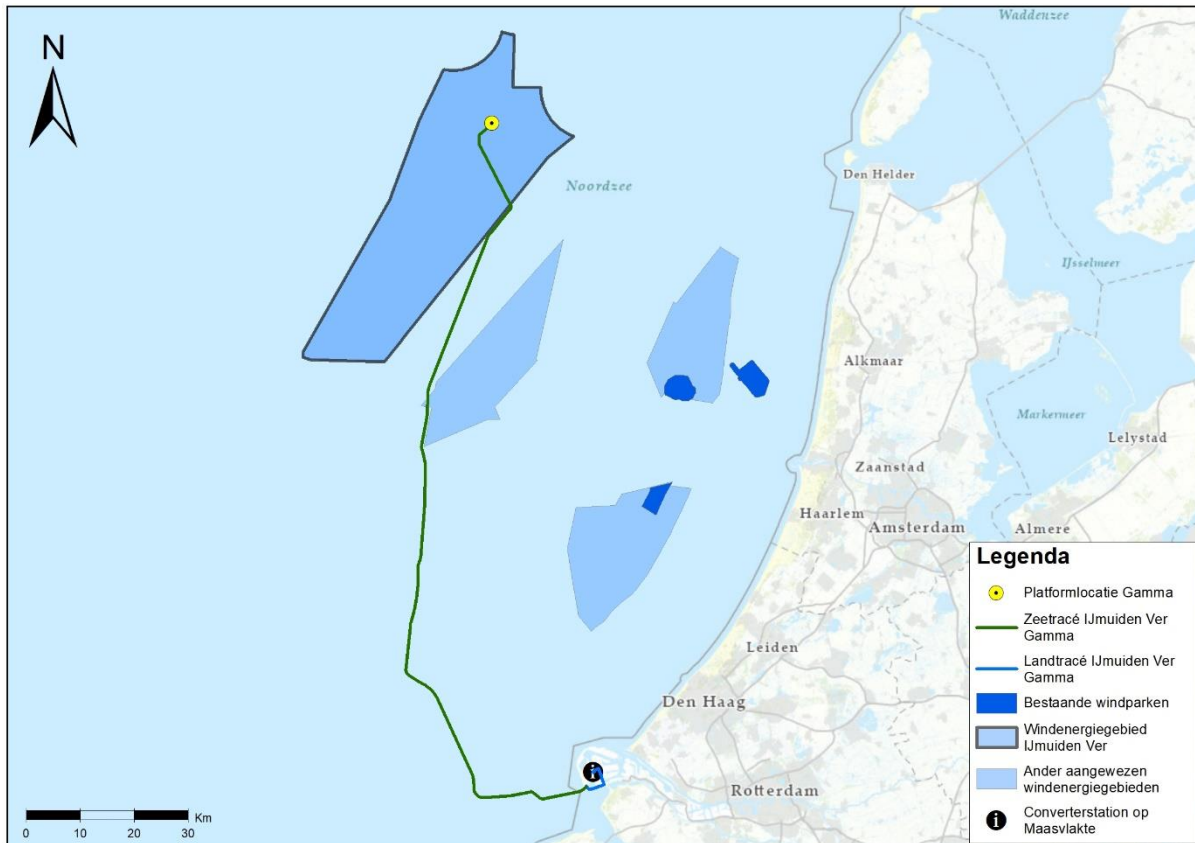 N
Waddenzee
Den Helder
Noordzee
IJsselmeer
Alkmaar
Markermeer
Lelystad
Zaanstad
Haarlem
Amsterdam
Almere
Leiden
Den Haag
Rotterdam
Km
0 10 20 30
Legenda
Platformlocatie Gamma
Zeetracé IJmuiden Ver
Gamma
Landtracé IJmuiden Ver
Gamma
Bestaande windparken
Windenergiegebied
IJmuiden Ver
Ander aangewezen
windenergiegebieden
Converterstation op
Maasvlakte